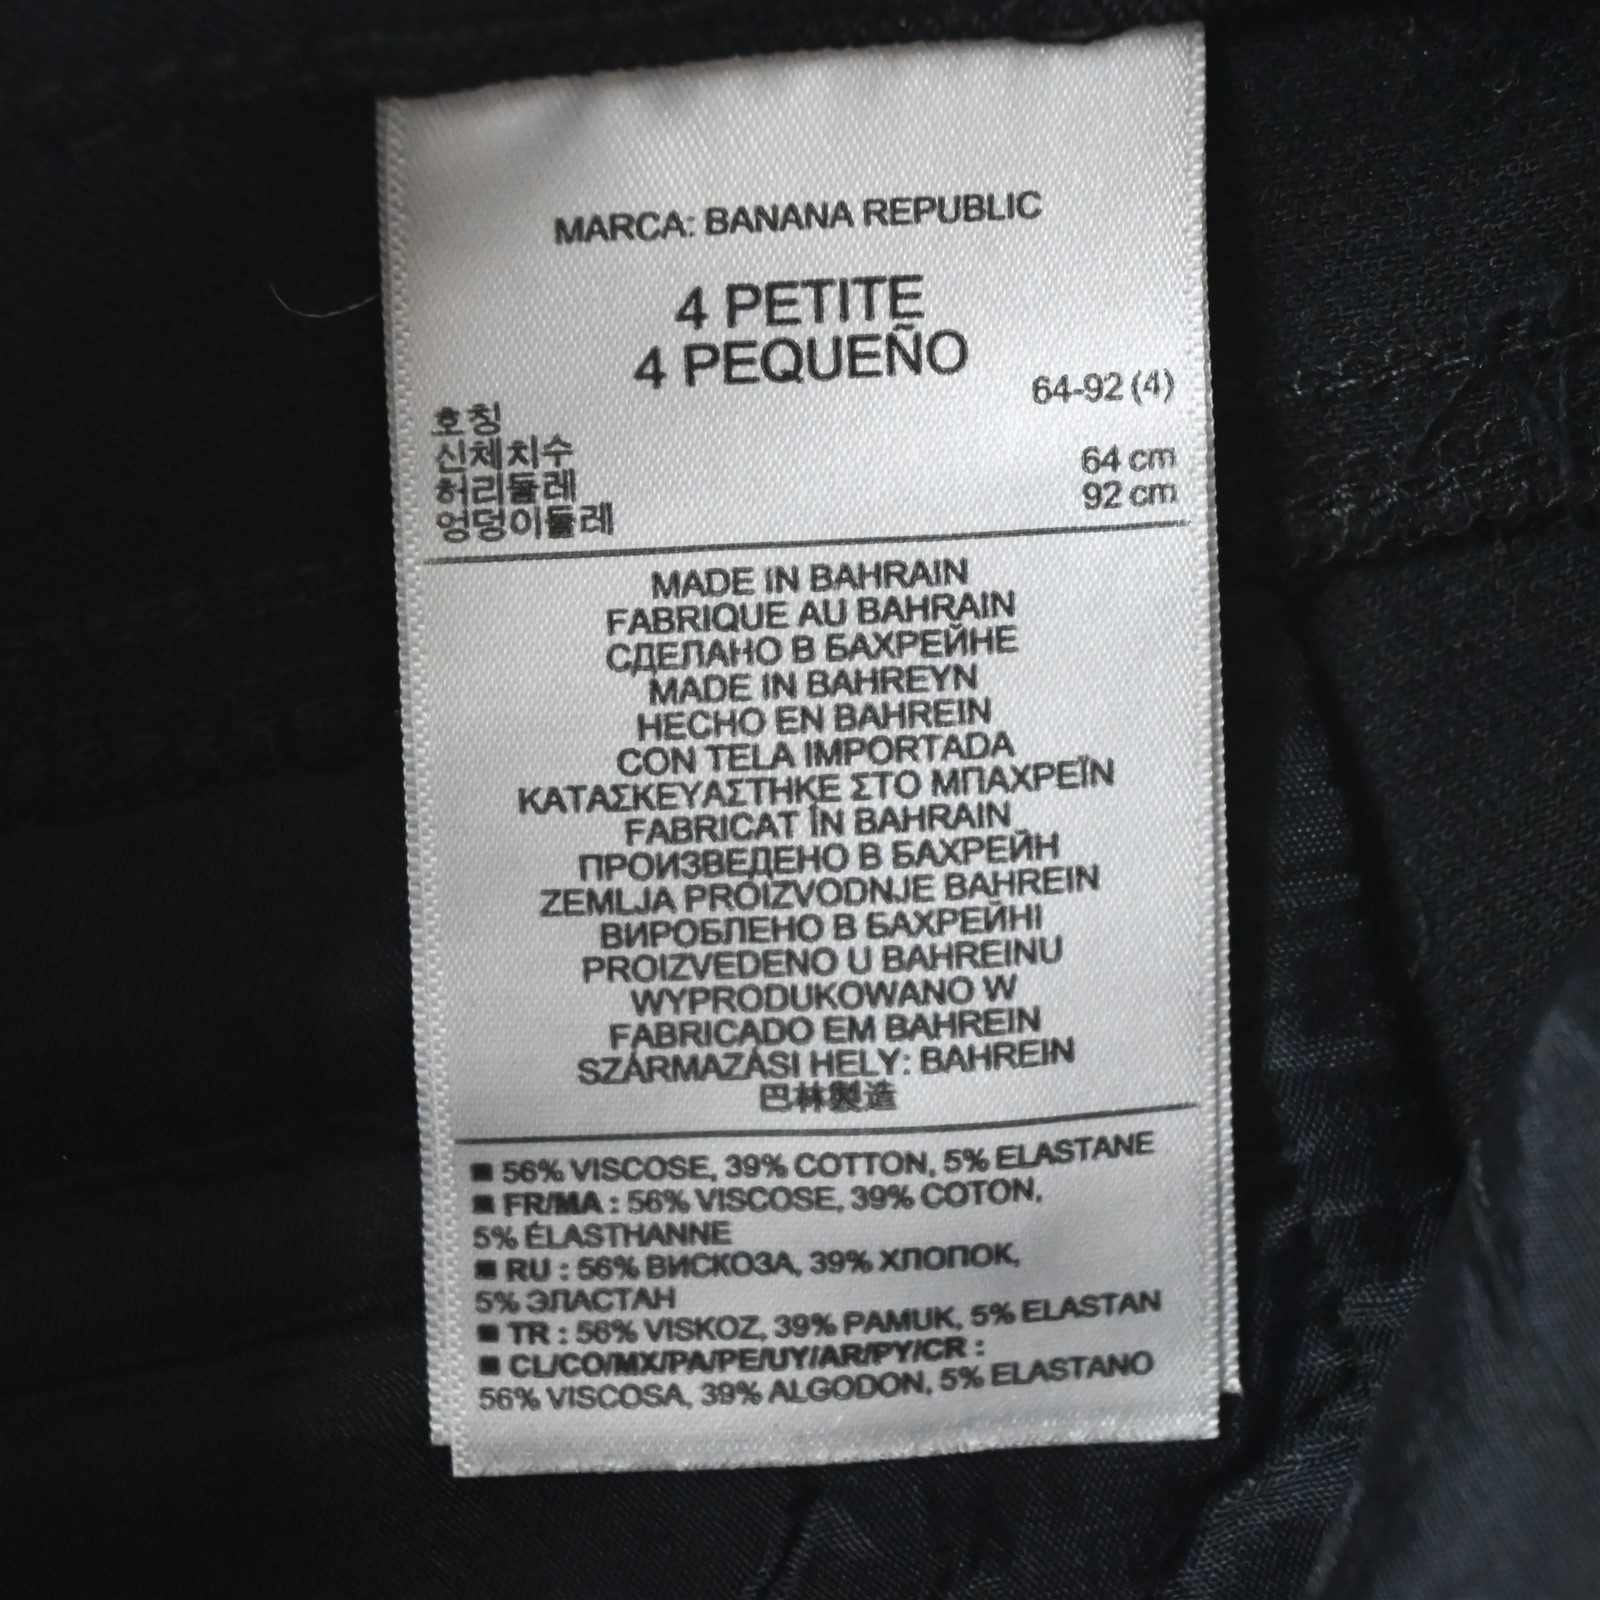 MARCA: BANANA REPUBLIC
4 PETITE
4 PEQUEÑO
호칭 64-92 (4)
신체치수
허리둘레 64 cm
엉덩이둘레 92 cm
MADE IN BAHRAIN
FABRIQUE AU BAHRAIN
СДЕЛАНО В БАХРЕЙНЕ
MADE IN BAHREYN
HECHO EN BAHREIN
CON TELA IMPORTADA
ΚΑΤΑΣΚΕΥΑΣΤΗΚΕ ΣΤΟ ΜΠΑΧΡΕΪΝ
FABRICAT ÎN BAHRAIN
ПРОИЗВЕДЕНО В БАХРЕЙН
ZEMLJA PROIZVODNJE BAHREIN
ВИРОБЛЕНО В БАХРЕЙНІ
PROIZVEDENO U BAHREINU
WYPRODUKOWANO W
FABRICADO EM BAHREIN
SZÁRMAZÁSI HELY: BAHREIN
巴林製造
■ 56% VISCOSE, 39% COTTON, 5% ELASTANE
■ FR/MA : 56% VISCOSE, 39% COTON,
5% ÉLASTHANNE
■ RU : 56% ВИСКОЗА, 39% ХЛОПОК,
5% ЭЛАСТАН
■ TR : 56% VISKOZ, 39% PAMUK, 5% ELASTAN
■ CL/CO/MX/PA/PE/UY/AR/PY/CR :
56% VISCOSA, 39% ALGODON, 5% ELASTANO